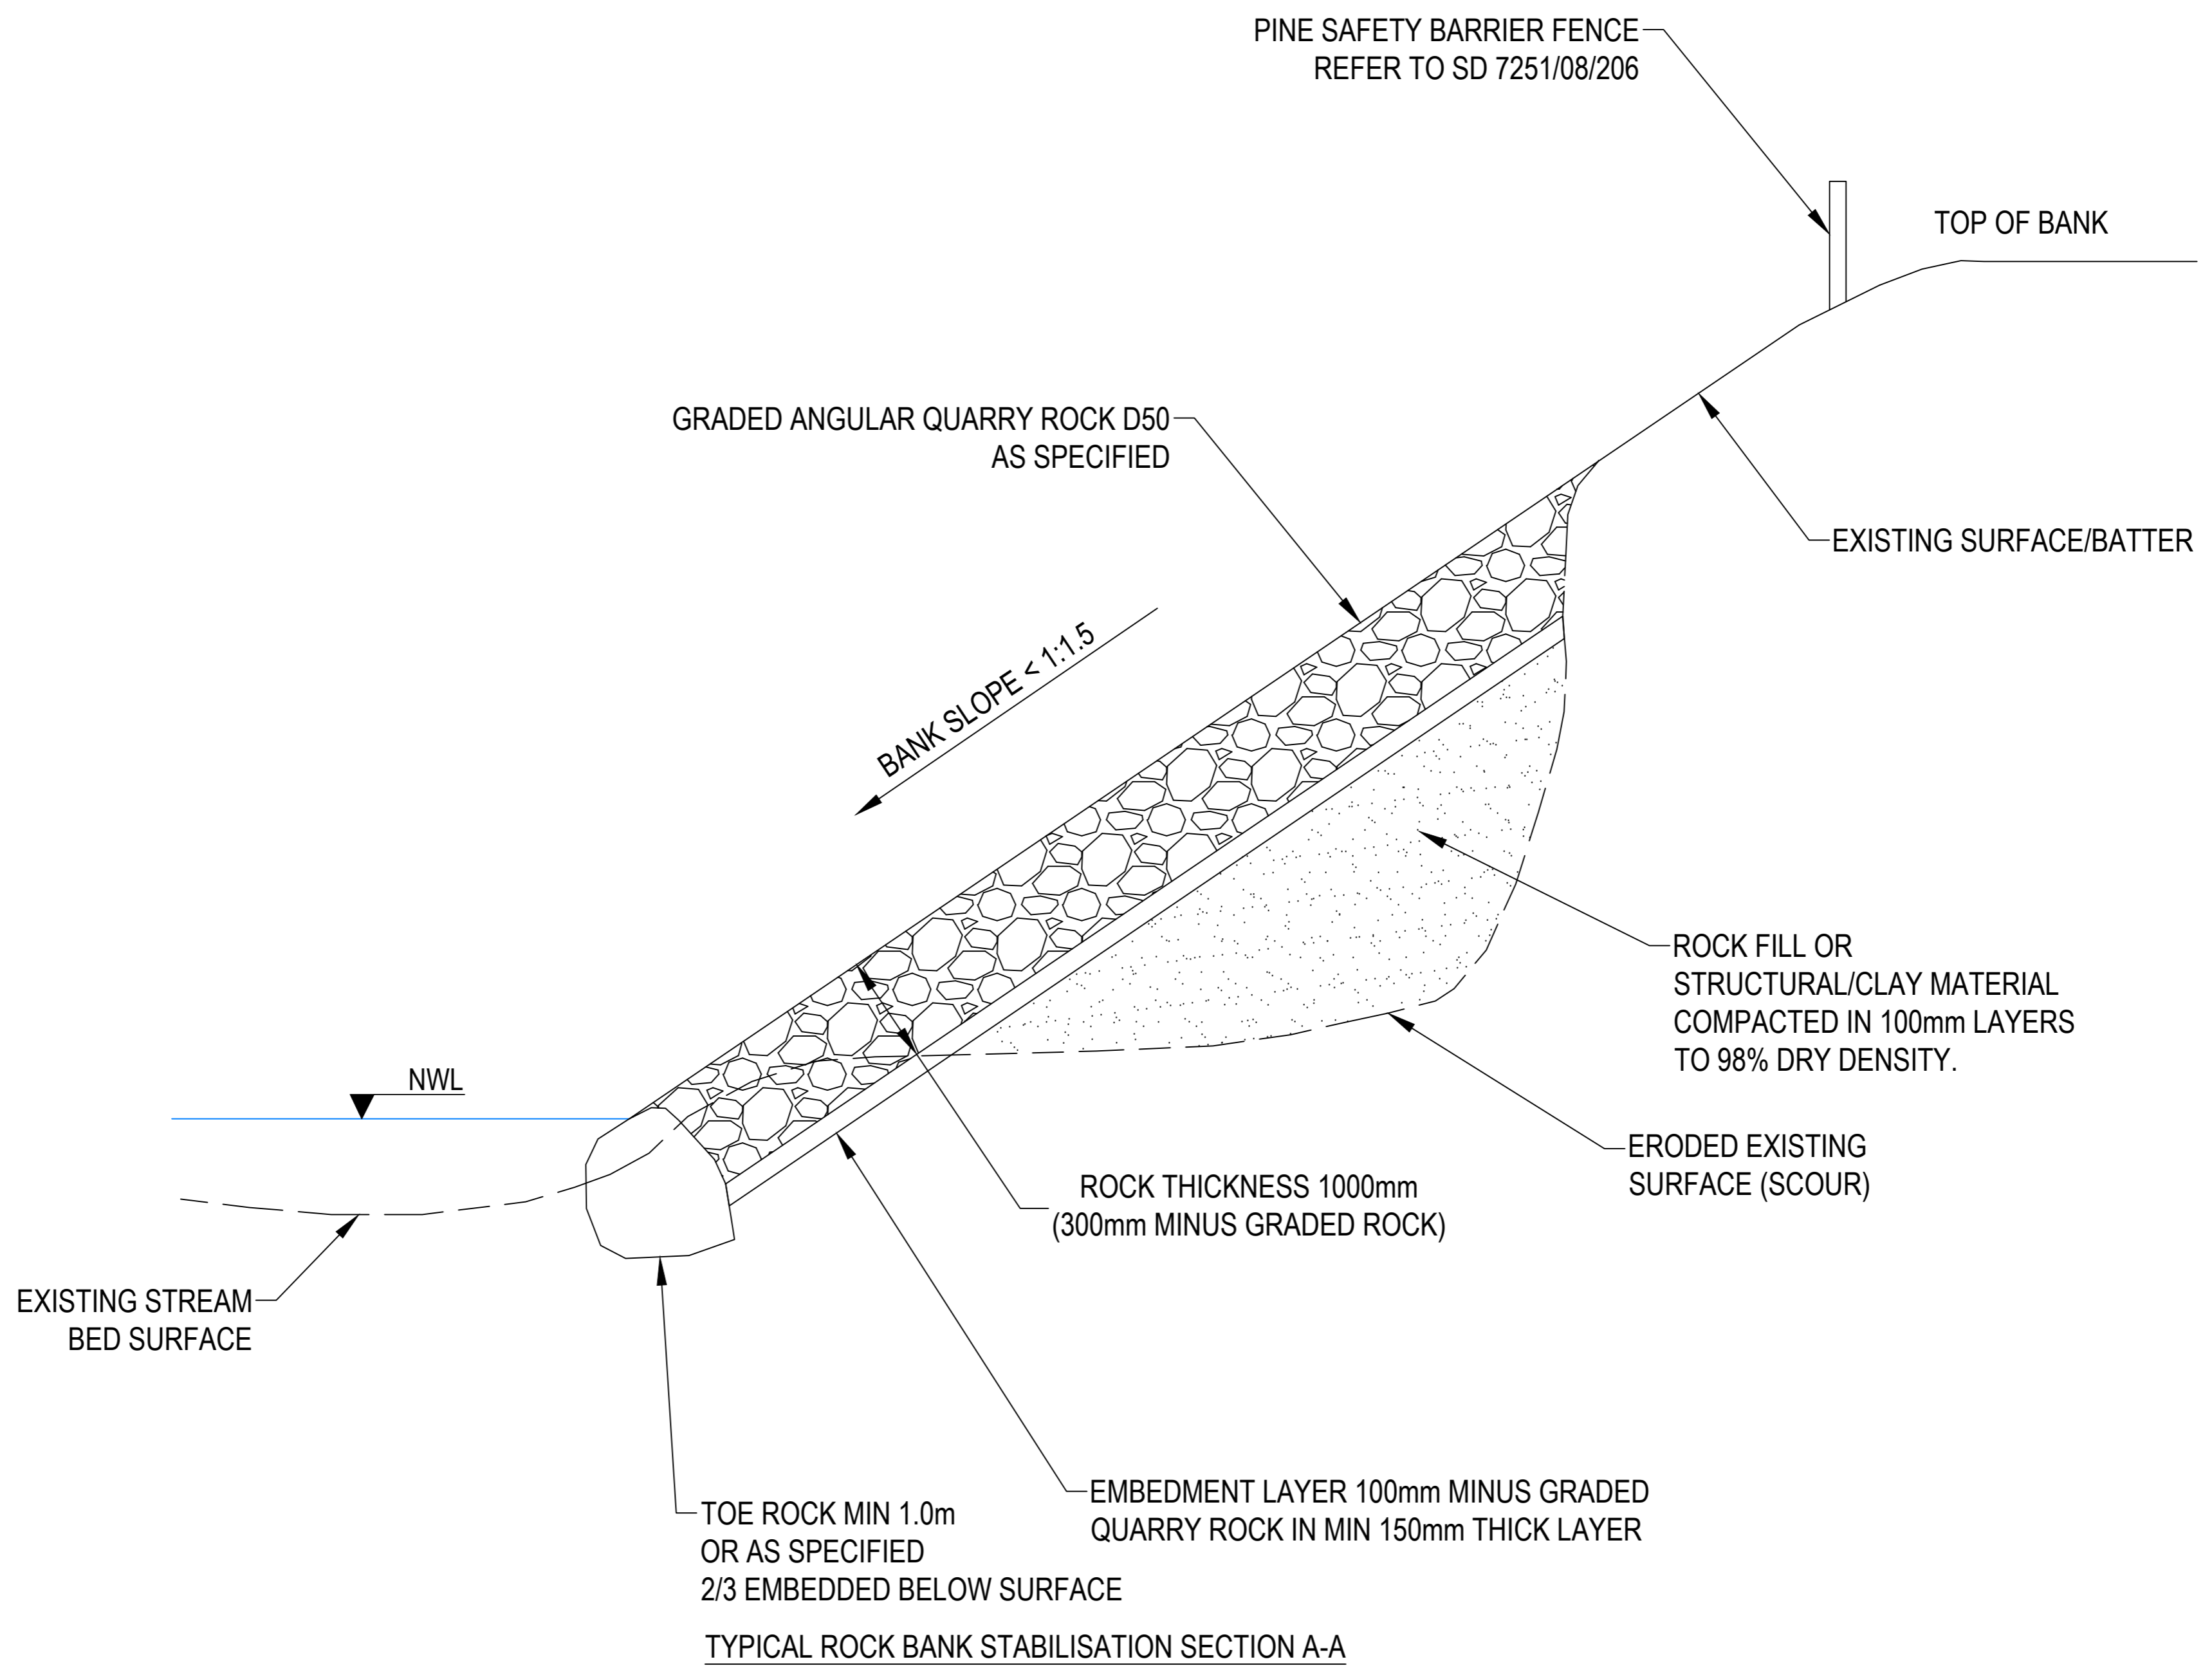 PINE SAFETY BARRIER FENCE
REFER TO SD 7251/08/206
TOP OF BANK
GRADED ANGULAR QUARRY ROCK D50
AS SPECIFIED
EXISTING SURFACE/BATTER
BANK SLOPE < 1:1.5
ROCK FILL OR
STRUCTURAL/CLAY MATERIAL
COMPACTED IN 100mm LAYERS
TO 98% DRY DENSITY.
NWL
ERODED EXISTING
SURFACE (SCOUR)
ROCK THICKNESS 1000mm
(300mm MINUS GRADED ROCK)
EXISTING STREAM
BED SURFACE
EMBEDMENT LAYER 100mm MINUS GRADED
QUARRY ROCK IN MIN 150mm THICK LAYER
TOE ROCK MIN 1.0m
OR AS SPECIFIED
2/3 EMBEDDED BELOW SURFACE
TYPICAL ROCK BANK STABILISATION SECTION A-A